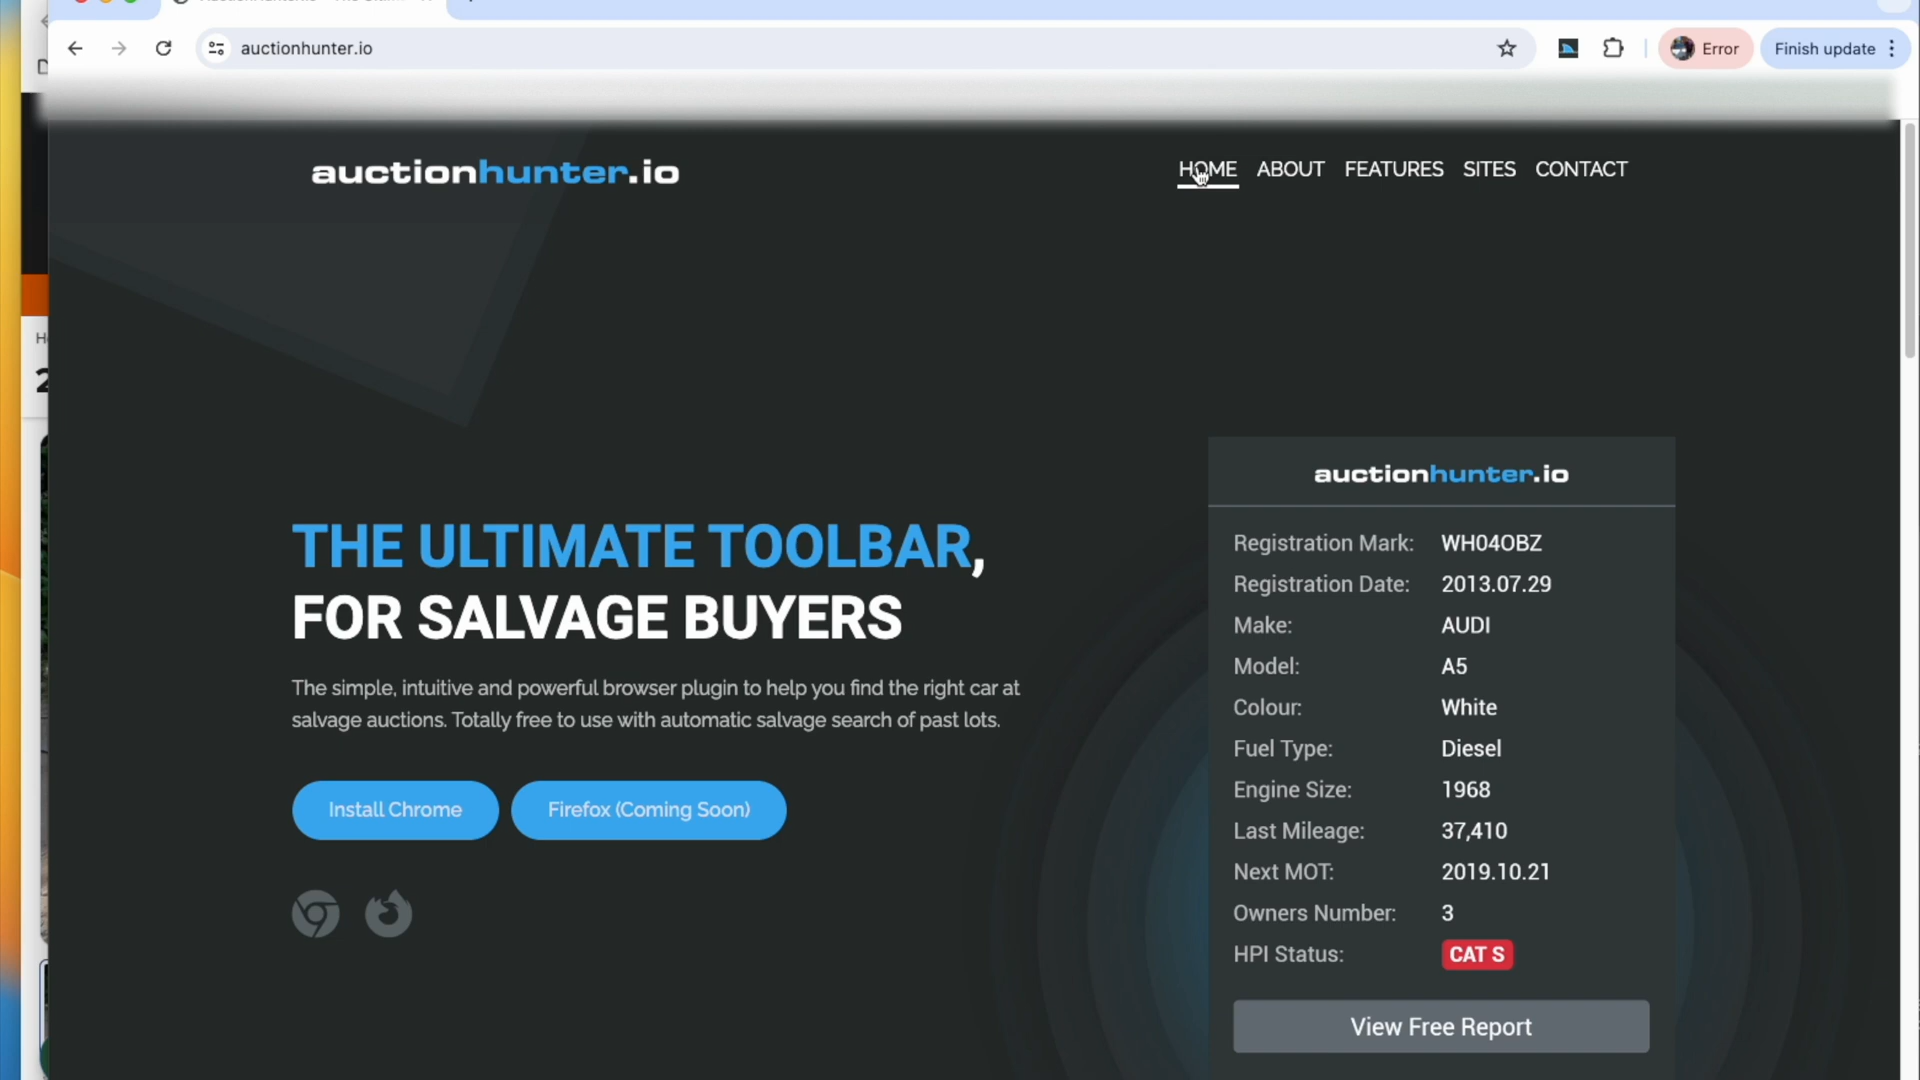 auctionhunter.io
Error
Finish update
auctionhunter.io
HOME ABOUT FEATURES SITES CONTACT
THE ULTIMATE TOOLBAR,
FOR SALVAGE BUYERS
The simple, intuitive and powerful browser plugin to help you find the right car at
salvage auctions. Totally free to use with automatic salvage search of past lots.
Install Chrome
Firefox (Coming Soon)
auctionhunter.io
Registration Mark: WH04OBZ
Registration Date: 2013.07.29
Make: AUDI
Model: A5
Colour: White
Fuel Type: Diesel
Engine Size: 1968
Last Mileage: 37,410
Next MOT: 2019.10.21
Owners Number: 3
HPI Status: CAT S
View Free Report